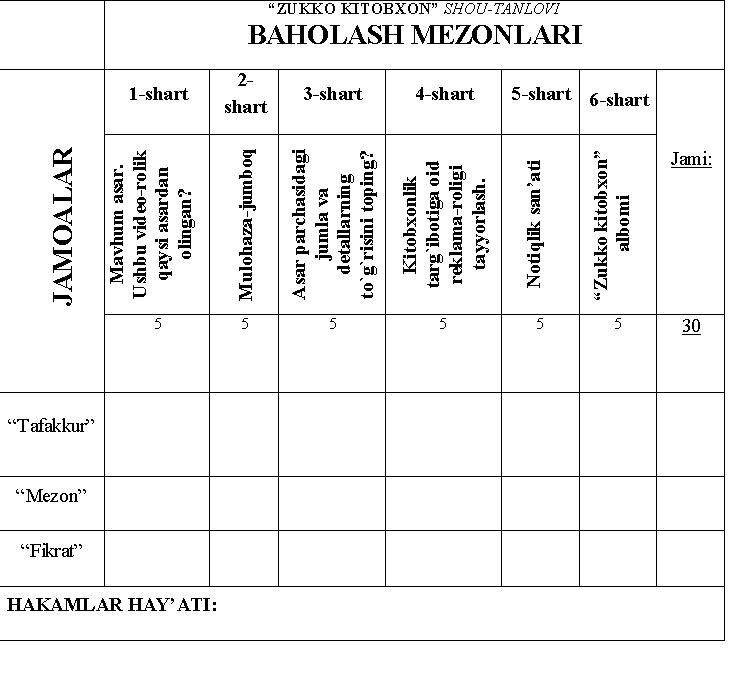 “ZUKKO KITOBXON” SHOU-TANLOVI
BAHOLASH MEZONLARI
JAMOALAR
1-shart
2-
shart
3-shart
4-shart
5-shart
6-shart
Jami:
Mavhum asar.
Ushbu video-rolik
qaysi asardan
olingan?
Mulohaza-jumboq
Asar parchasidagi
jumla va
detallarning
to`g`risini toping?
Kitobxonlik
targ`ibotiga oid
reklama-roligi
tayyorlash.
Notiqlik san’ati
“Zukko kitobxon”
albomi
5
5
5
5
5
5
30
“Tafakkur”
“Mezon”
“Fikrat”
HAKAMLAR HAY’ATI: